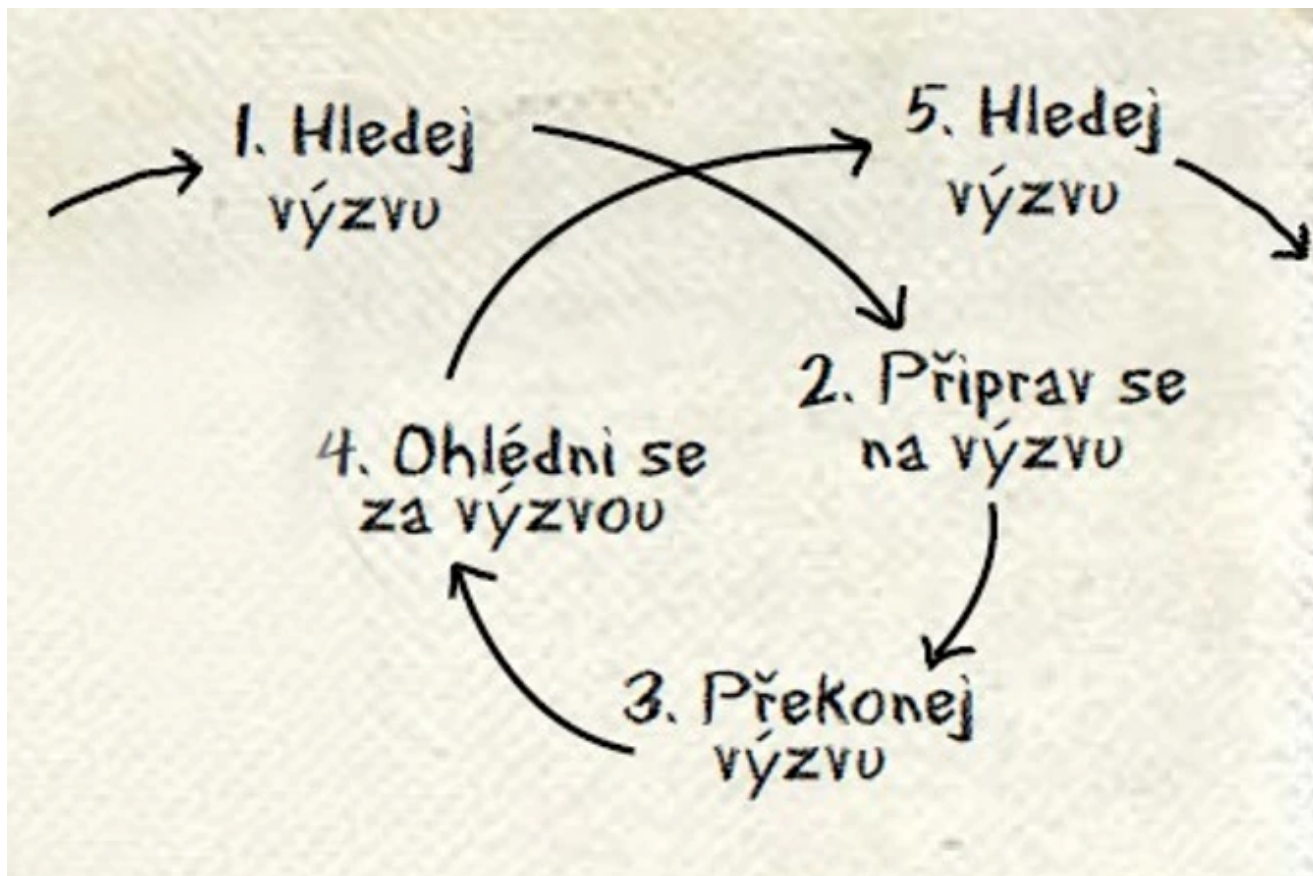 1. Hledej
výzvu
2. Připrav se
na výzvu
3. Překonej
výzvu
4. Ohlédni se
za výzvou
5. Hledej
výzvu